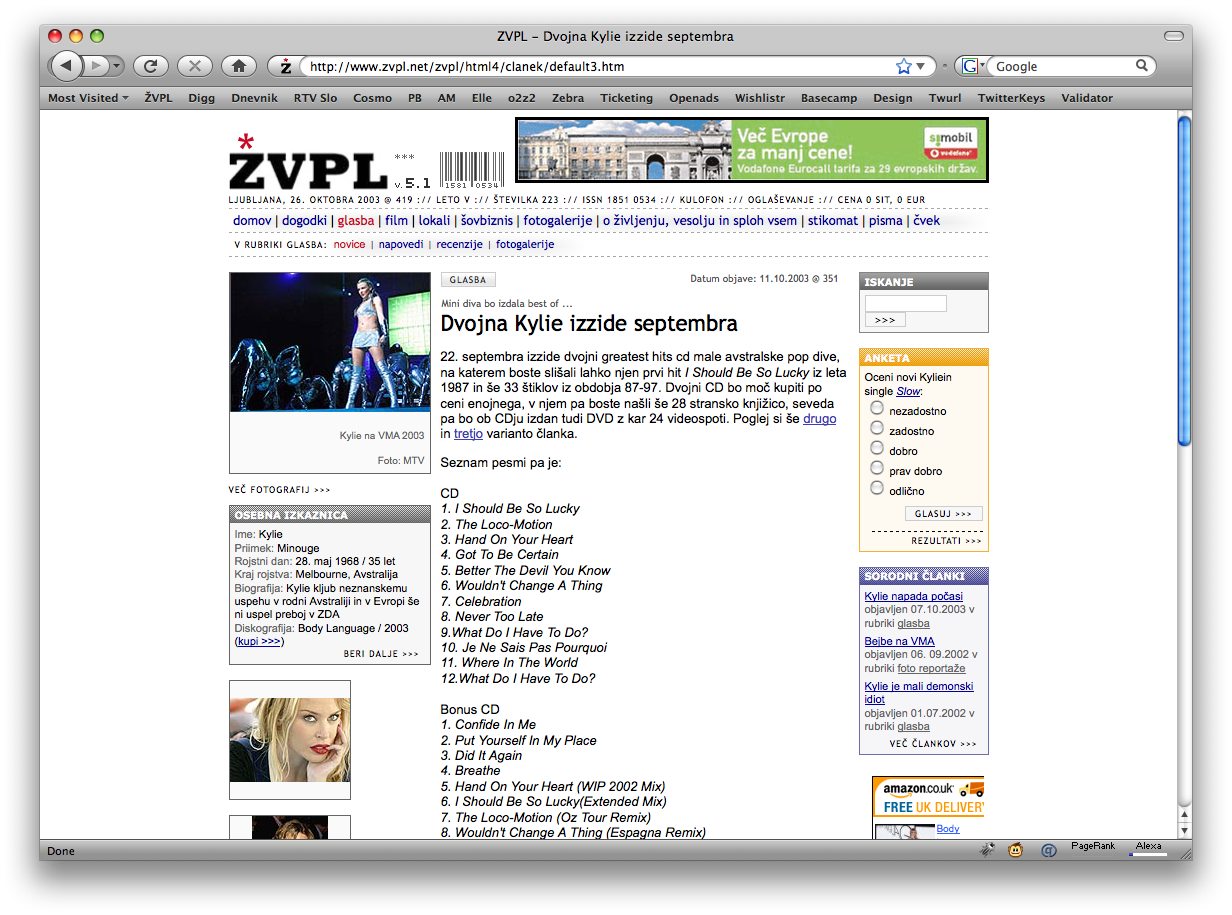 ZVPL – Dvojna Kylie izzide septembra
http://www.zvpl.net/zvpl/html4/clanek/default3.htm
Google
Most Visited ŽVPL Digg Dnevnik RTV Slo Cosmo PB AM Elle o2z2 Zebra Ticketing Openads Wishlistr Basecamp Design Twurl TwitterKeys Validator
*
ZVPL *** v.5.1
1581 0534
Več Evrope
za manj cene!
Vodafone Eurocall tarifa za 29 evropskih držav.
si.mobil
vodafone
LJUBLJANA, 26. OKTOBRA 2003 @ 419 :// LETO V :// ŠTEVILKA 223 :// ISSN 1851 0534 :// KULOFON :// OGLAŠEVANJE :// CENA 0 SIT, 0 EUR
domov | dogodki | glasba | film | lokali | šovbiznis | fotogalerije | o življenju, vesolju in sploh vsem | stikomat | pisma | čvek
V RUBRIKI GLASBA: novice | napovedi | recenzije | fotogalerije
Kylie na VMA 2003
Foto: MTV
VEČ FOTOGRAFIJ >>>
OSEBNA IZKAZNICA
Ime: Kylie
Priimek: Minouge
Rojstni dan: 28. maj 1968 / 35 let
Kraj rojstva: Melbourne, Avstralija
Biografija: Kylie kljub neznanskemu
uspehu v rodni Avstraliji in v Evropi še
ni uspel preboj v ZDA
Diskografija: Body Language / 2003
(kupi >>>)
BERI DALJE >>>
GLASBA
Datum objave: 11.10.2003 @ 351
Mini diva bo izdala best of ...
Dvojna Kylie izzide septembra
22. septembra izzide dvojni greatest hits cd male avstralske pop dive,
na katerem boste slišali lahko njen prvi hit I Should Be So Lucky iz leta
1987 in še 33 štiklov iz obdobja 87-97. Dvojni CD bo moč kupiti po
ceni enojnega, v njem pa boste našli še 28 stransko knjižico, seveda
pa bo ob CDju izdan tudi DVD z kar 24 videospoti. Poglej si še drugo
in tretjo varianto članka.
Seznam pesmi pa je:
CD
1. I Should Be So Lucky
2. The Loco-Motion
3. Hand On Your Heart
4. Got To Be Certain
5. Better The Devil You Know
6. Wouldn't Change A Thing
7. Celebration
8. Never Too Late
9.What Do I Have To Do?
10. Je Ne Sais Pas Pourquoi
11. Where In The World
12.What Do I Have To Do?
Bonus CD
1. Confide In Me
2. Put Yourself In My Place
3. Did It Again
4. Breathe
5. Hand On Your Heart (WIP 2002 Mix)
6. I Should Be So Lucky(Extended Mix)
7. The Loco-Motion (Oz Tour Remix)
8. Wouldn't Change A Thing (Espagna Remix)
ISKANJE
>>>
ANKETA
Oceni novi Kyliein
single Slow:
nezadostno
zadostno
dobro
prav dobro
odlično
GLASUJ >>>
REZULTATI >>>
SORODNI ČLANKI
Kylie napada počasi
objavljen 07.10.2003 v
rubriki glasba
Bejbe na VMA
objavljen 06. 09.2002 v
rubriki foto reportaže
Kylie je mali demonski
idiot
objavljen 01.07.2002 v
rubriki glasba
VEČ ČLANKOV >>>
amazon.co.uk
FREE UK DELIVERY
Body
Done
PageRank
Alexa